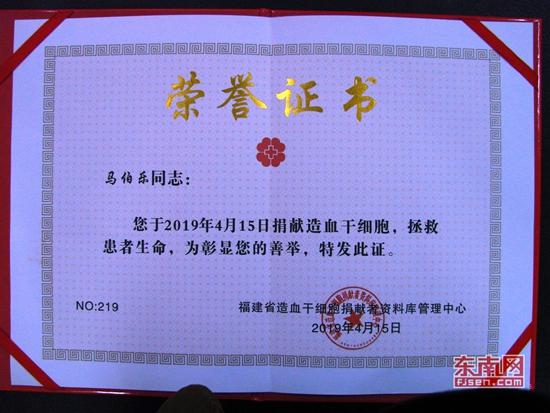 荣誉证书
马伯乐同志：
您于2019年4月15日捐献造血干细胞，拯救
患者生命，为彰显您的善举，特发此证。
NO:219
福建省造血干细胞捐献者资料库管理中心
2019年4月15日
东南网
fjsen.com